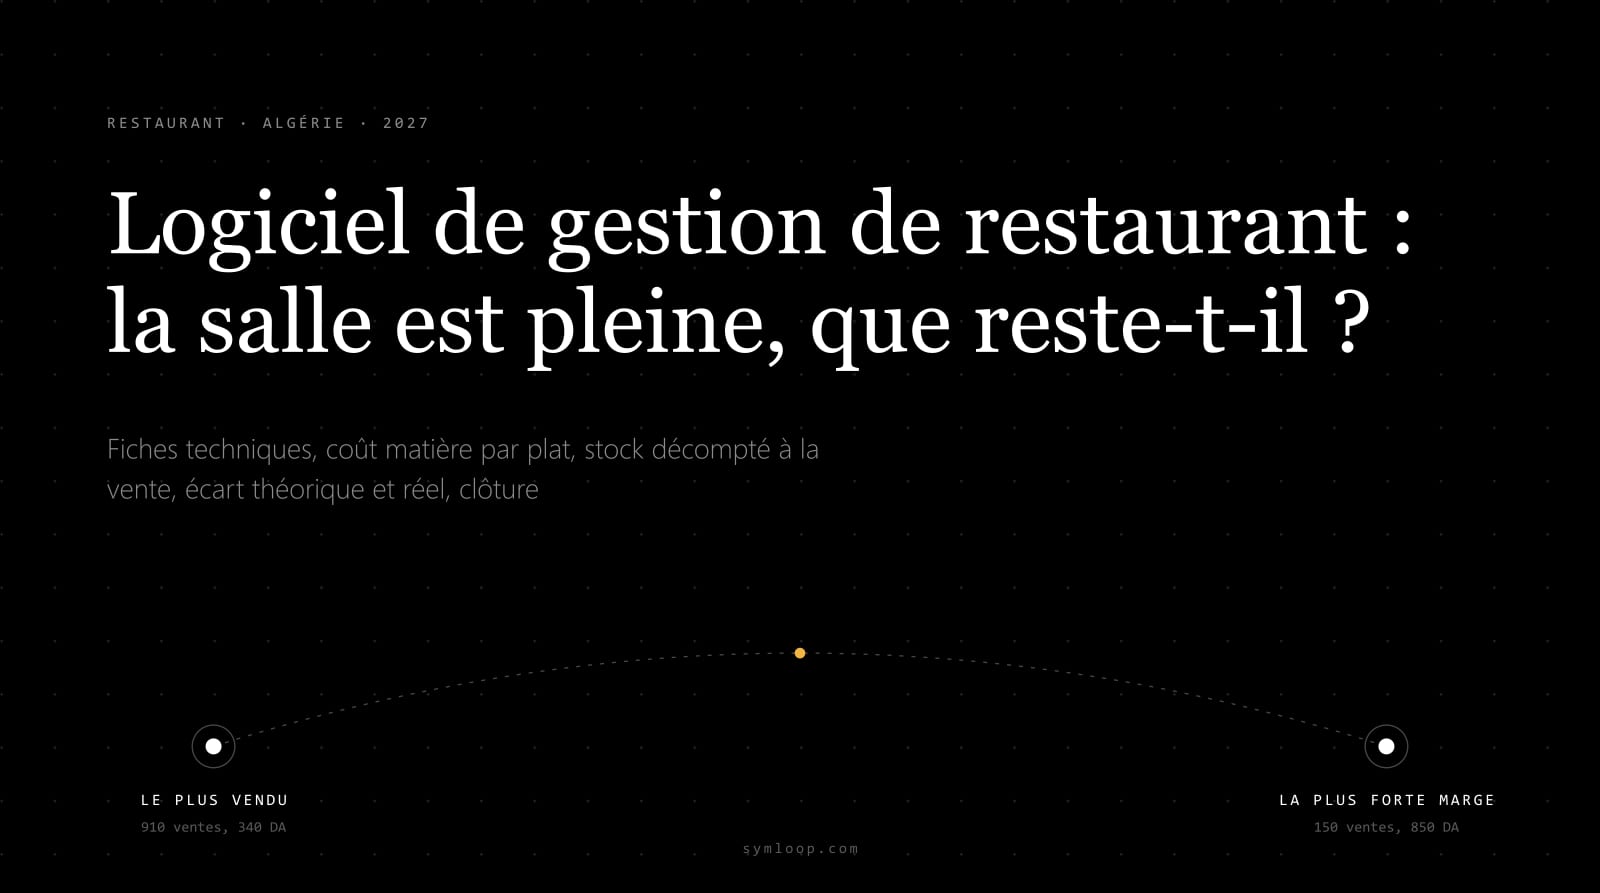 RESTAURANT · ALGÉRIE · 2027
Logiciel de gestion de restaurant :
la salle est pleine, que reste-t-il ?
Fiches techniques, coût matière par plat, stock décompté à la
vente, écart théorique et réel, clôture
LE PLUS VENDU
910 ventes, 340 DA
LA PLUS FORTE MARGE
150 ventes, 850 DA
symloop.com